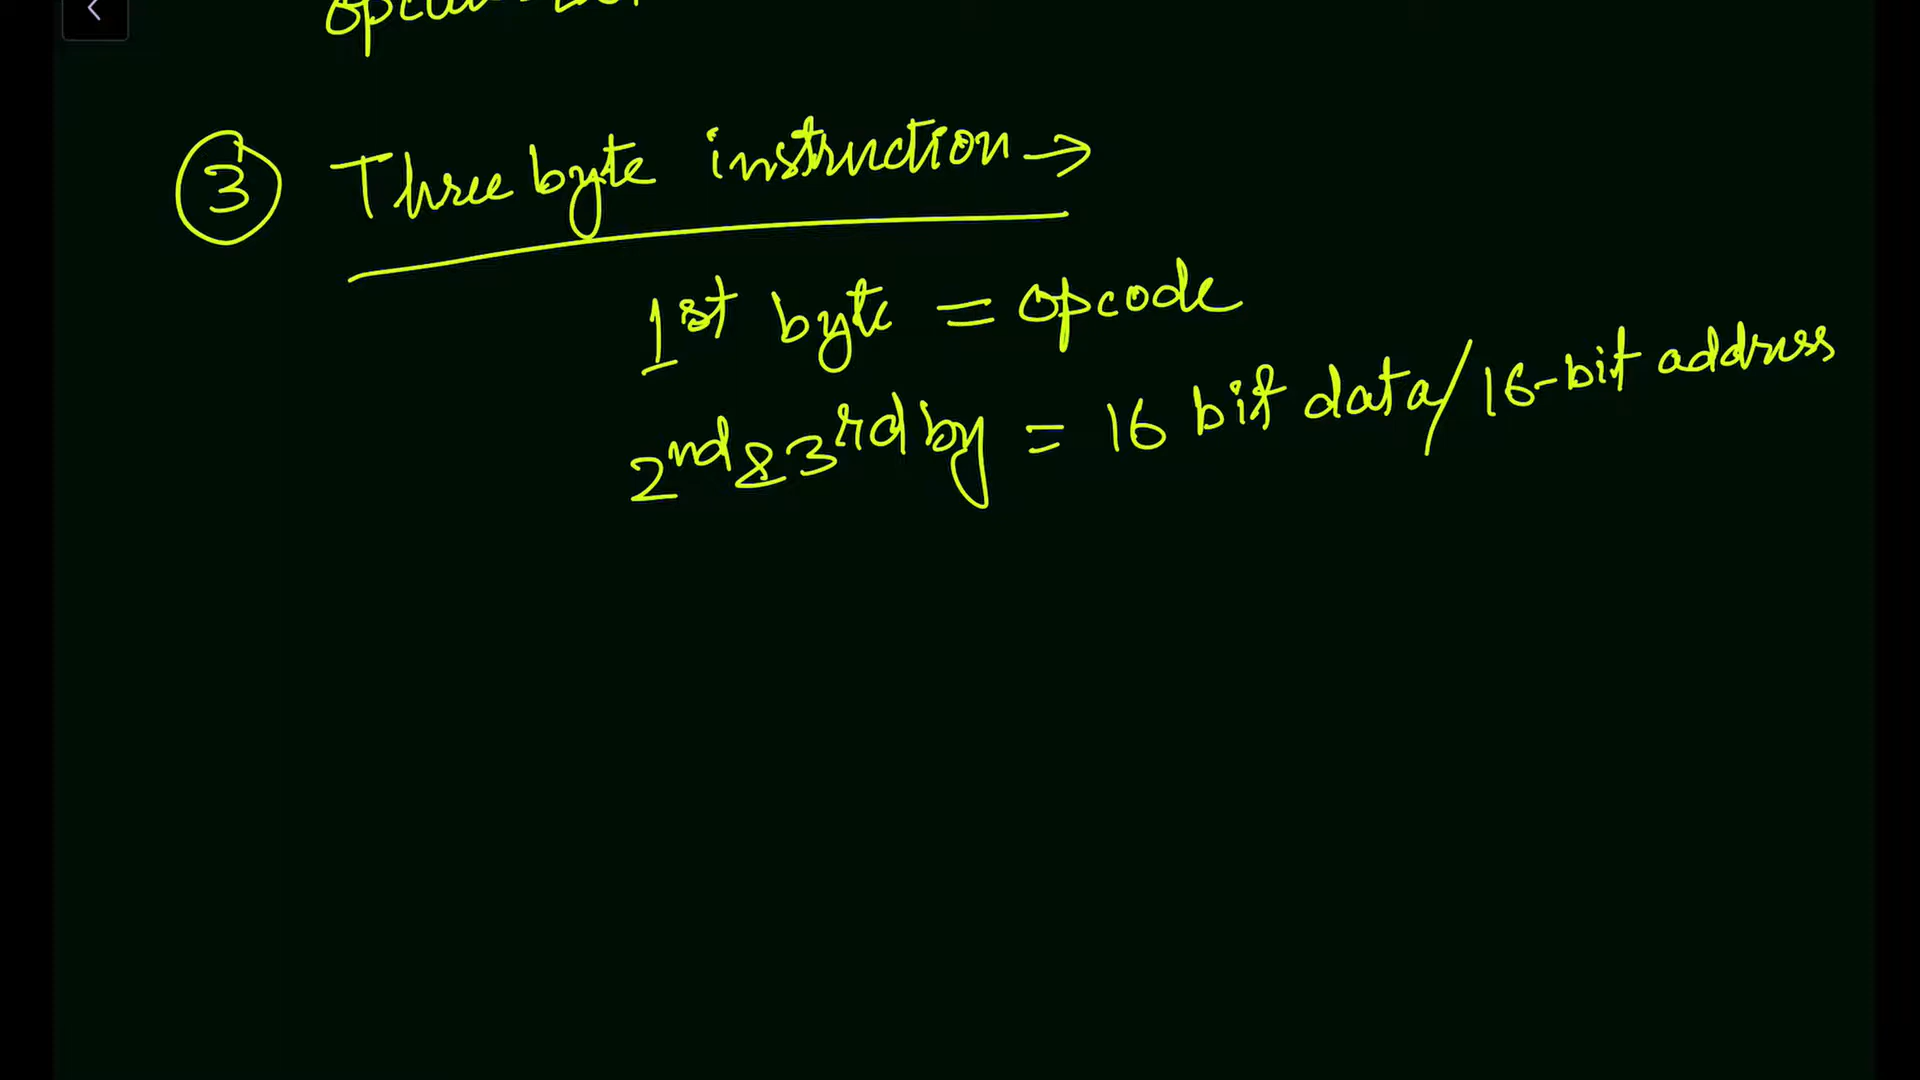 ③ Three byte instruction →
1st byte = opcode
2nd & 3rd by = 16 bit data/16-bit address